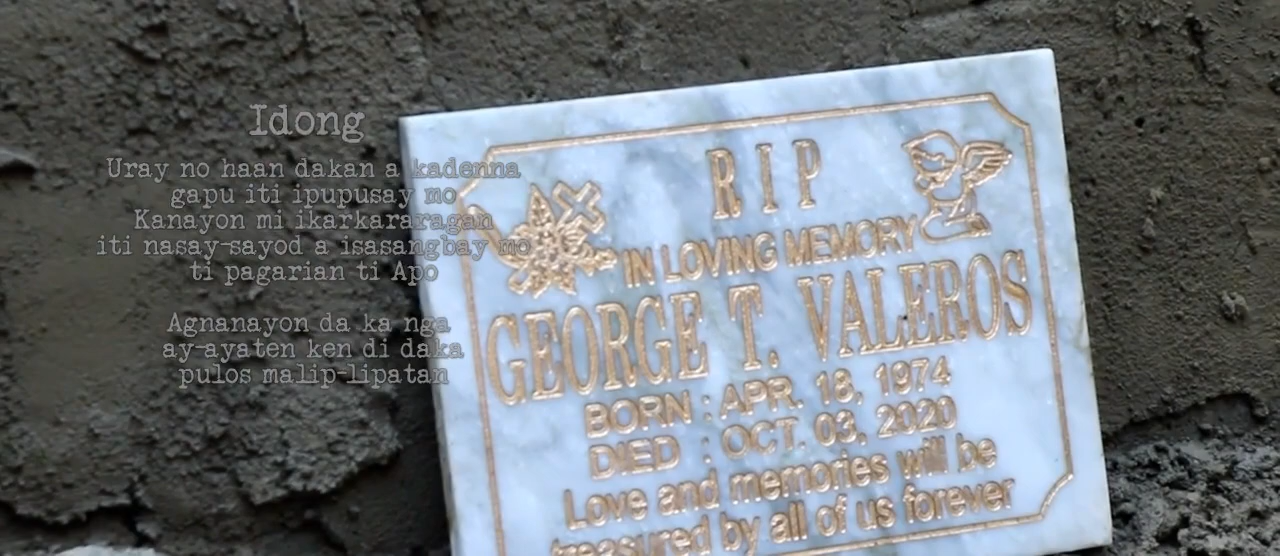 Idong
Uray no haan dakan a kadenna
gapu iti ipupusay mo
Kanayon mi ikarkararagan
iti nasay-sayod a isasangbay mo
ti pagarian ti Apo
Agnanayon da ka nga
ay-ayaten ken di daka
pulos malip-lipatan
R I P
IN LOVING MEMORY
GEORGE T. VALEROS
BORN : APR. 18, 1974
DIED : OCT. 03, 2020
Love and memories will be
treasured by all of us forever